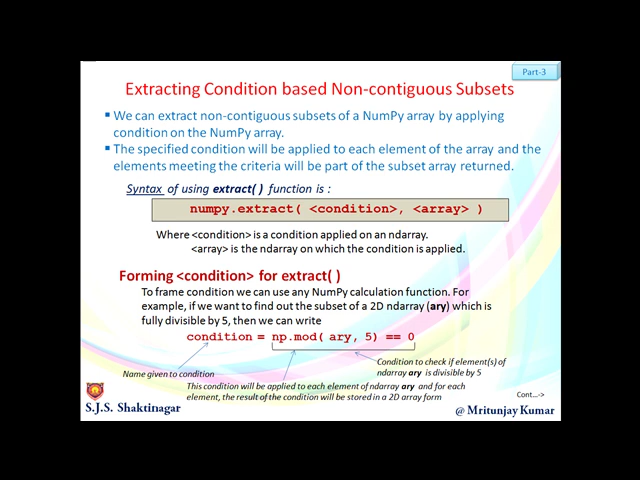 Part-3
Extracting Condition based Non-contiguous Subsets
▪ We can extract non-contiguous subsets of a NumPy array by applying
condition on the NumPy array.
▪ The specified condition will be applied to each element of the array and the
elements meeting the criteria will be part of the subset array returned.
Syntax of using extract( ) function is :
numpy.extract( <condition>, <array> )
Where <condition> is a condition applied on an ndarray.
<array> is the ndarray on which the condition is applied.
Forming <condition> for extract( )
To frame condition we can use any NumPy calculation function. For
example, if we want to find out the subset of a 2D ndarray (ary) which is
fully divisible by 5, then we can write
condition = np.mod( ary, 5) == 0
Condition to check if element(s) of
ndarray ary is divisible by 5
Name given to condition
This condition will be applied to each element of ndarray ary and for each
element, the result of the condition will be stored in a 2D array form
Cont...->
S.J.S. Shaktinagar
@ Mritunjay Kumar